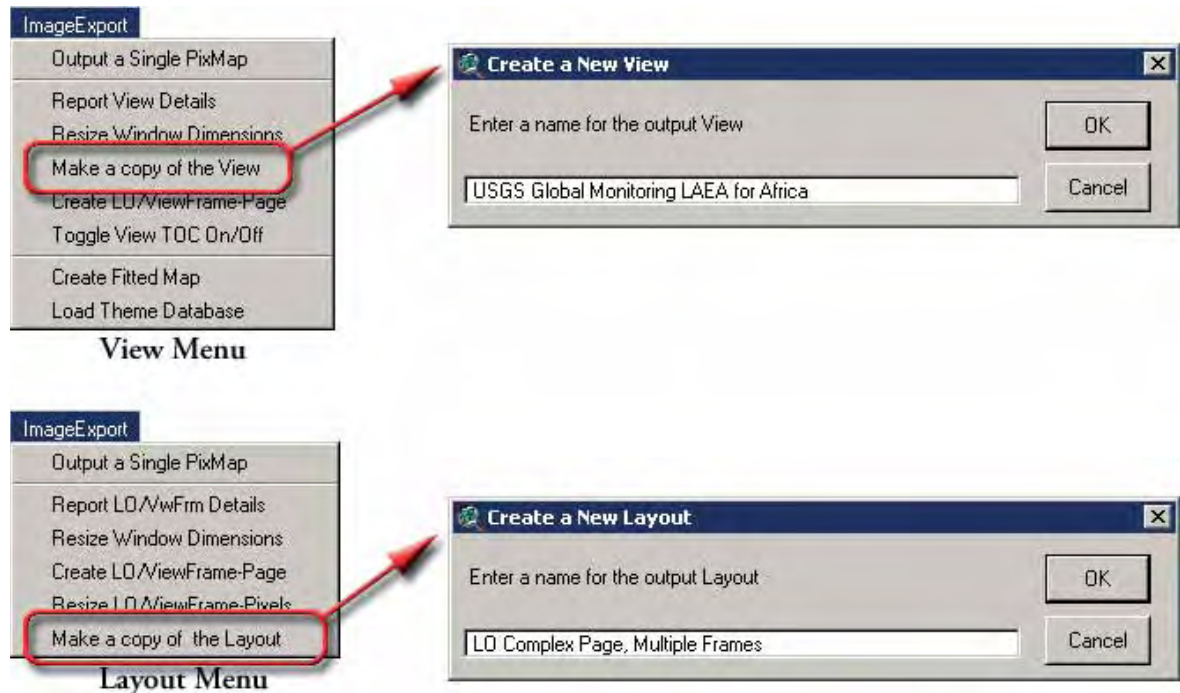 ImageExport
Output a Single PixMap
Report View Details
Resize Window Dimensions
Make a copy of the View
Create LO/ViewFrame-Page
Toggle View TOC On/Off
Create Fitted Map
Load Theme Database
View Menu
Create a New View
Enter a name for the output View
OK
USGS Global Monitoring LAEA for Africa
Cancel
ImageExport
Output a Single PixMap
Report LO/VwFrm Details
Resize Window Dimensions
Create LO/ViewFrame-Page
Resize LO/ViewFrame-Pixels
Make a copy of the Layout
Layout Menu
Create a New Layout
Enter a name for the output Layout
OK
LO Complex Page, Multiple Frames
Cancel